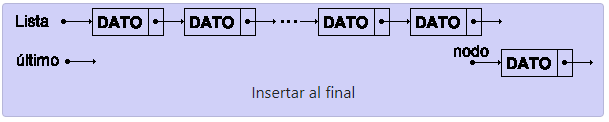 Lista DATO DATO ... DATO DATO
último nodo DATO
Insertar al final